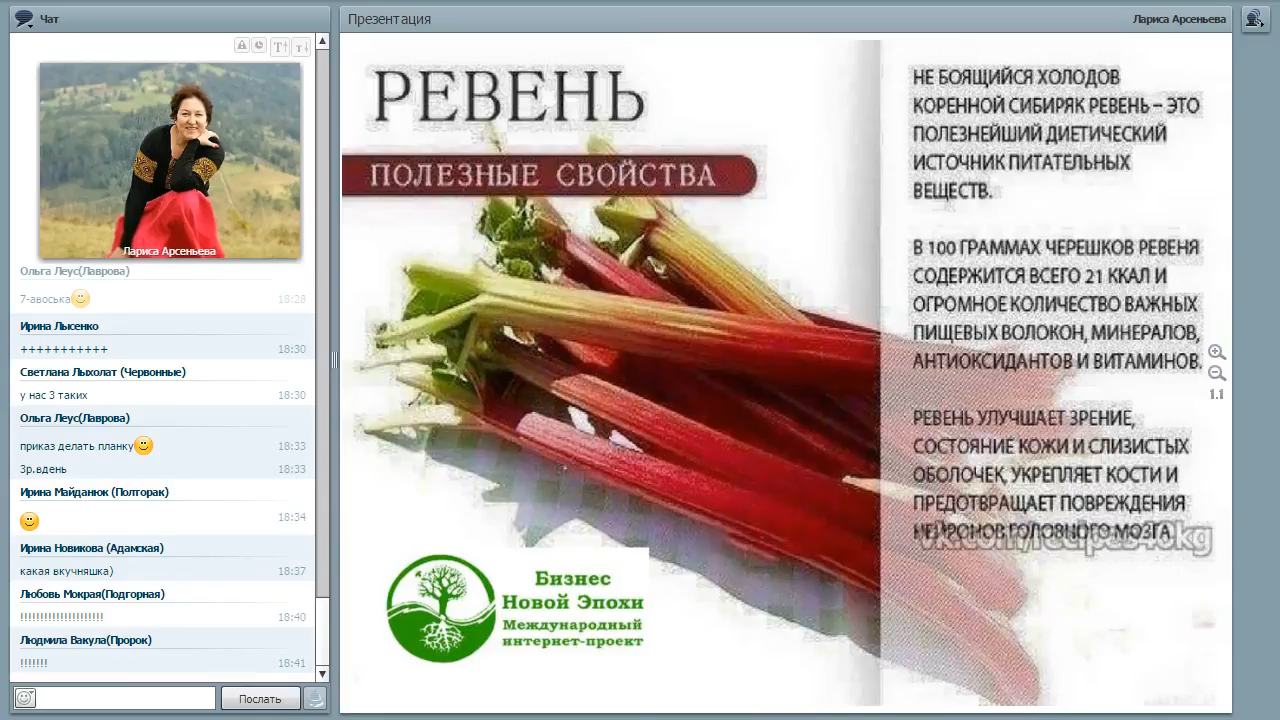 Чат
Лариса Арсеньева
Ольга Леус(Лаврова)
7-авоська
18:28
Ирина Лысенко
+++++++++++
18:30
Светлана Лыхолат (Червонные)
у нас 3 таких
18:30
Ольга Леус(Лаврова)
приказ делать планку
18:33
3р.вдень
18:33
Ирина Майданюк (Полторак)
18:34
Ирина Новикова (Адамская)
какая вкучняшка)
18:37
Любовь Мокрая(Подгорная)
!!!!!!!!!!!!!!!!!!!!!
18:40
Людмила Вакула(Пророк)
!!!!!!!
18:41
Послать
Презентация
Лариса Арсеньева
РЕВЕНЬ
ПОЛЕЗНЫЕ СВОЙСТВА
Бизнес
Новой Эпохи
Международный
интернет-проект
НЕ БОЯЩИЙСЯ ХОЛОДОВ
КОРЕННОЙ СИБИРЯК РЕВЕНЬ – ЭТО
ПОЛЕЗНЕЙШИЙ ДИЕТИЧЕСКИЙ
ИСТОЧНИК ПИТАТЕЛЬНЫХ
ВЕЩЕСТВ.
В 100 ГРАММАХ ЧЕРЕШКОВ РЕВЕНЯ
СОДЕРЖИТСЯ ВСЕГО 21 ККАЛ И
ОГРОМНОЕ КОЛИЧЕСТВО ВАЖНЫХ
ПИЩЕВЫХ ВОЛОКОН, МИНЕРАЛОВ,
АНТИОКСИДАНТОВ И ВИТАМИНОВ.
РЕВЕНЬ УЛУЧШАЕТ ЗРЕНИЕ,
СОСТОЯНИЕ КОЖИ И СЛИЗИСТЫХ
ОБОЛОЧЕК, УКРЕПЛЯЕТ КОСТИ И
ПРЕДОТВРАЩАЕТ ПОВРЕЖДЕНИЯ
НЕЙРОНОВ ГОЛОВНОГО МОЗГА.
vk.com/recipes40kg
1.1